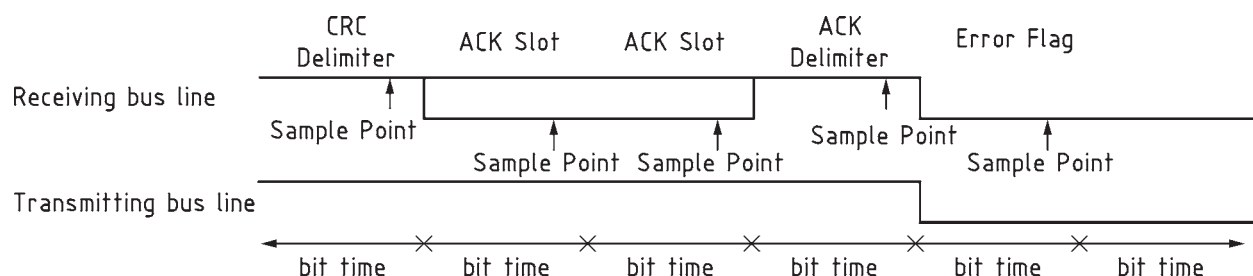 CRC
Delimiter
ACK Slot
ACK Slot
ACK
Delimiter
Error Flag
Receiving bus line
Sample Point
Sample Point
Sample Point
Sample Point
Sample Point
Transmitting bus line
bit time
bit time
bit time
bit time
bit time
bit time